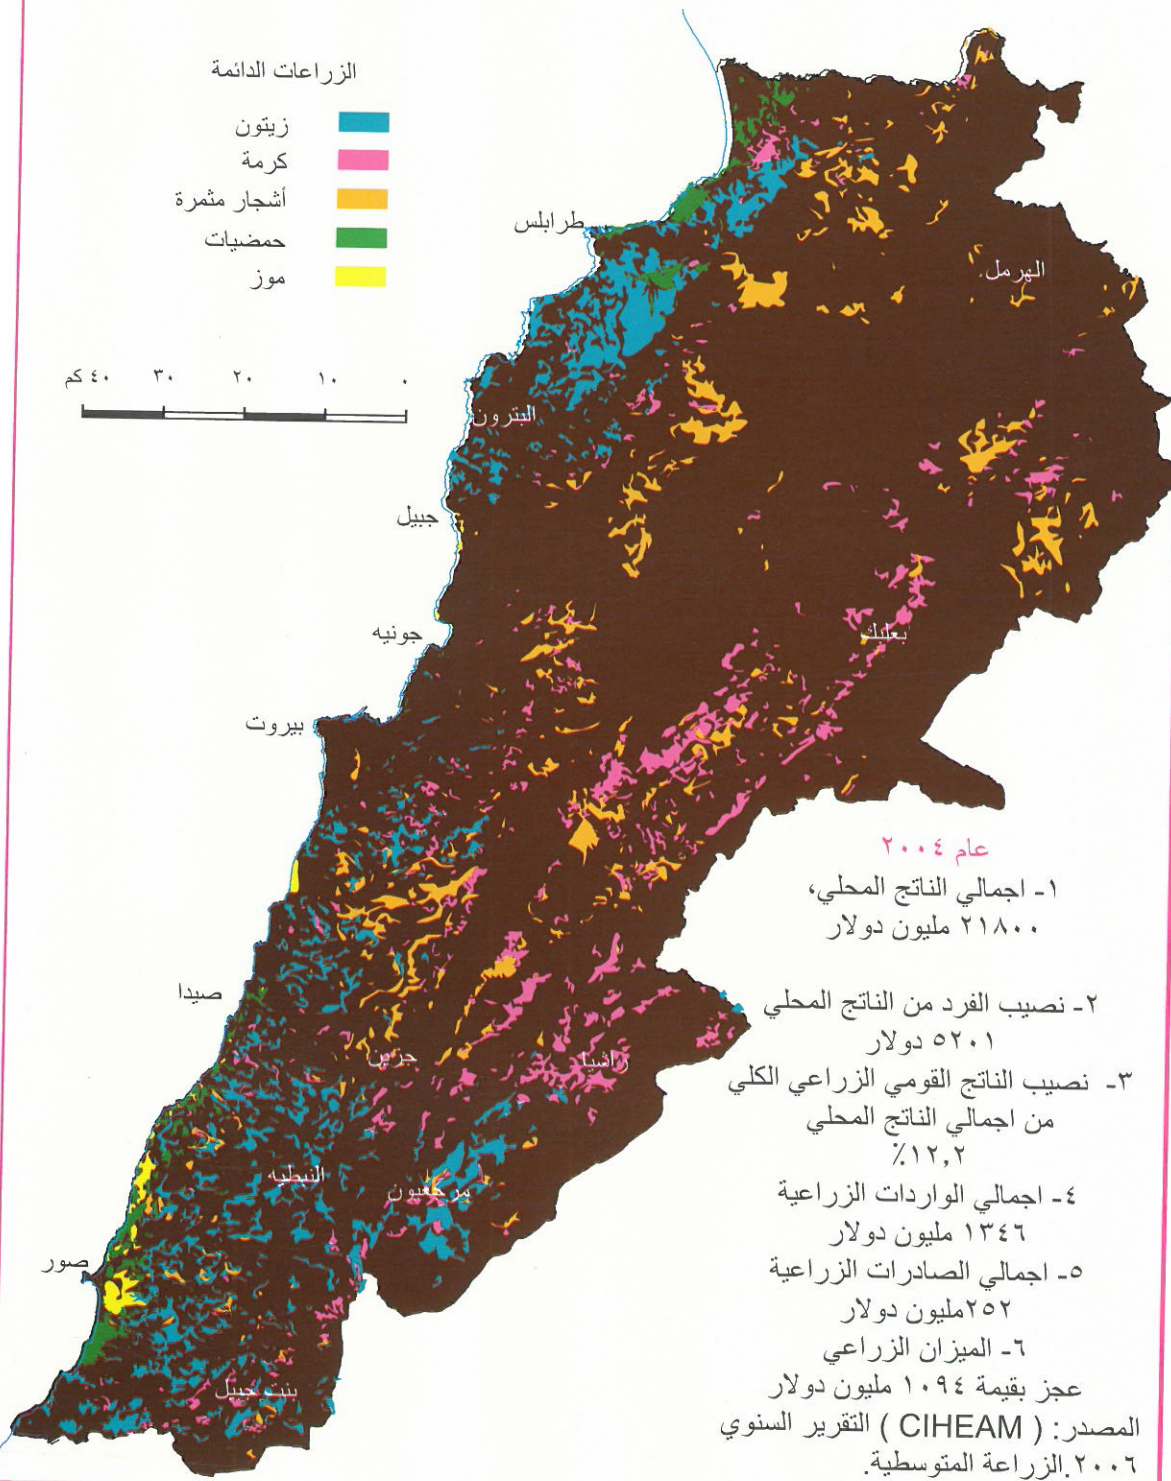 الزراعات الدائمة
زيتون
كرمة
أشجار مثمرة
حمضيات
موز
٤٠ كم ٣٠ ٢٠ ١٠ ٠
طرابلس
الهرمل
البترون
جبيل
جونيه
بعلبك
بيروت
صيدا
جزين
راشيا
النبطيه
مرجعيون
صور
بنت جبيل
عام ٢٠٠٤
١- اجمالي الناتج المحلي،
٢١٨٠٠ مليون دولار
٢- نصيب الفرد من الناتج المحلي
٥٢٠١ دولار
٣- نصيب الناتج القومي الزراعي الكلي
من اجمالي الناتج المحلي
١٢,٢٪
٤- اجمالي الواردات الزراعية
١٣٤٦ مليون دولار
٥- اجمالي الصادرات الزراعية
٢٥٢مليون دولار
٦- الميزان الزراعي
عجز بقيمة ١٠٩٤ مليون دولار
المصدر: ( CIHEAM ) التقرير السنوي
٢٠٠٦.الزراعة المتوسطية.